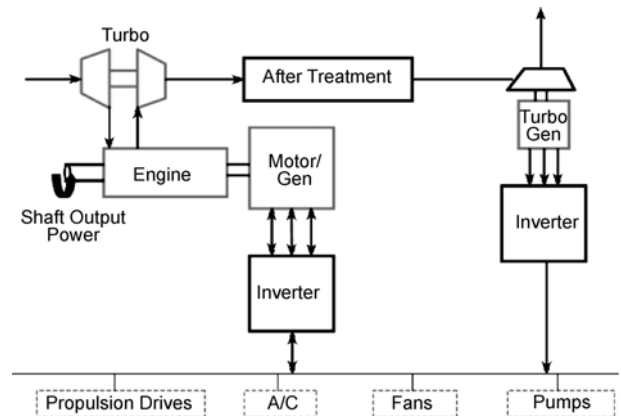 Turbo
After Treatment
Turbo
Gen
Engine
Motor/
Gen
Shaft Output
Power
Inverter
Inverter
Propulsion Drives
A/C
Fans
Pumps